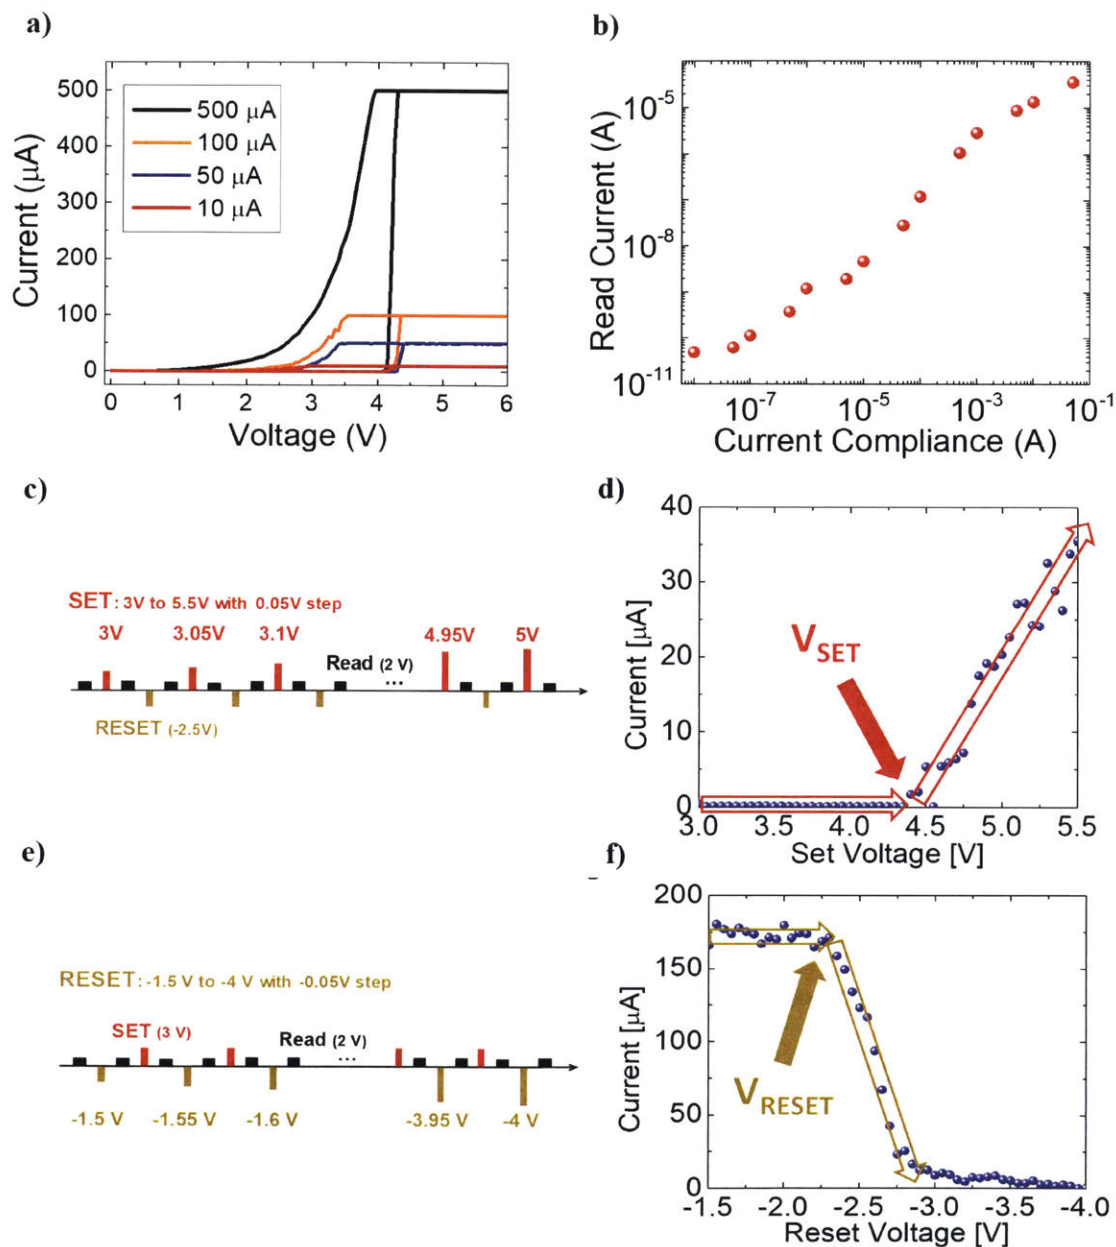 a)
500 μA
100 μA
50 μA
10 μA
500
400
300
200
100
0
Current (μA)
0 1 2 3 4 5 6
Voltage (V)
b)
10⁻⁵
10⁻⁸
10⁻¹¹
Read Current (A)
10⁻⁷ 10⁻⁵ 10⁻³ 10⁻¹
Current Compliance (A)
c)
SET: 3V to 5.5V with 0.05V step
3V 3.05V 3.1V 4.95V 5V
Read (2 V)
...
RESET (-2.5V)
d)
40
30
20
10
0
Current [μA]
V_SET
3.0 3.5 4.0 4.5 5.0 5.5
Set Voltage [V]
e)
RESET: -1.5 V to -4 V with -0.05V step
SET (3 V) Read (2 V)
...
-1.5 V -1.55 V -1.6 V -3.95 V -4 V
f)
200
150
100
50
0
Current [μA]
V_RESET
-1.5 -2.0 -2.5 -3.0 -3.5 -4.0
Reset Voltage [V]